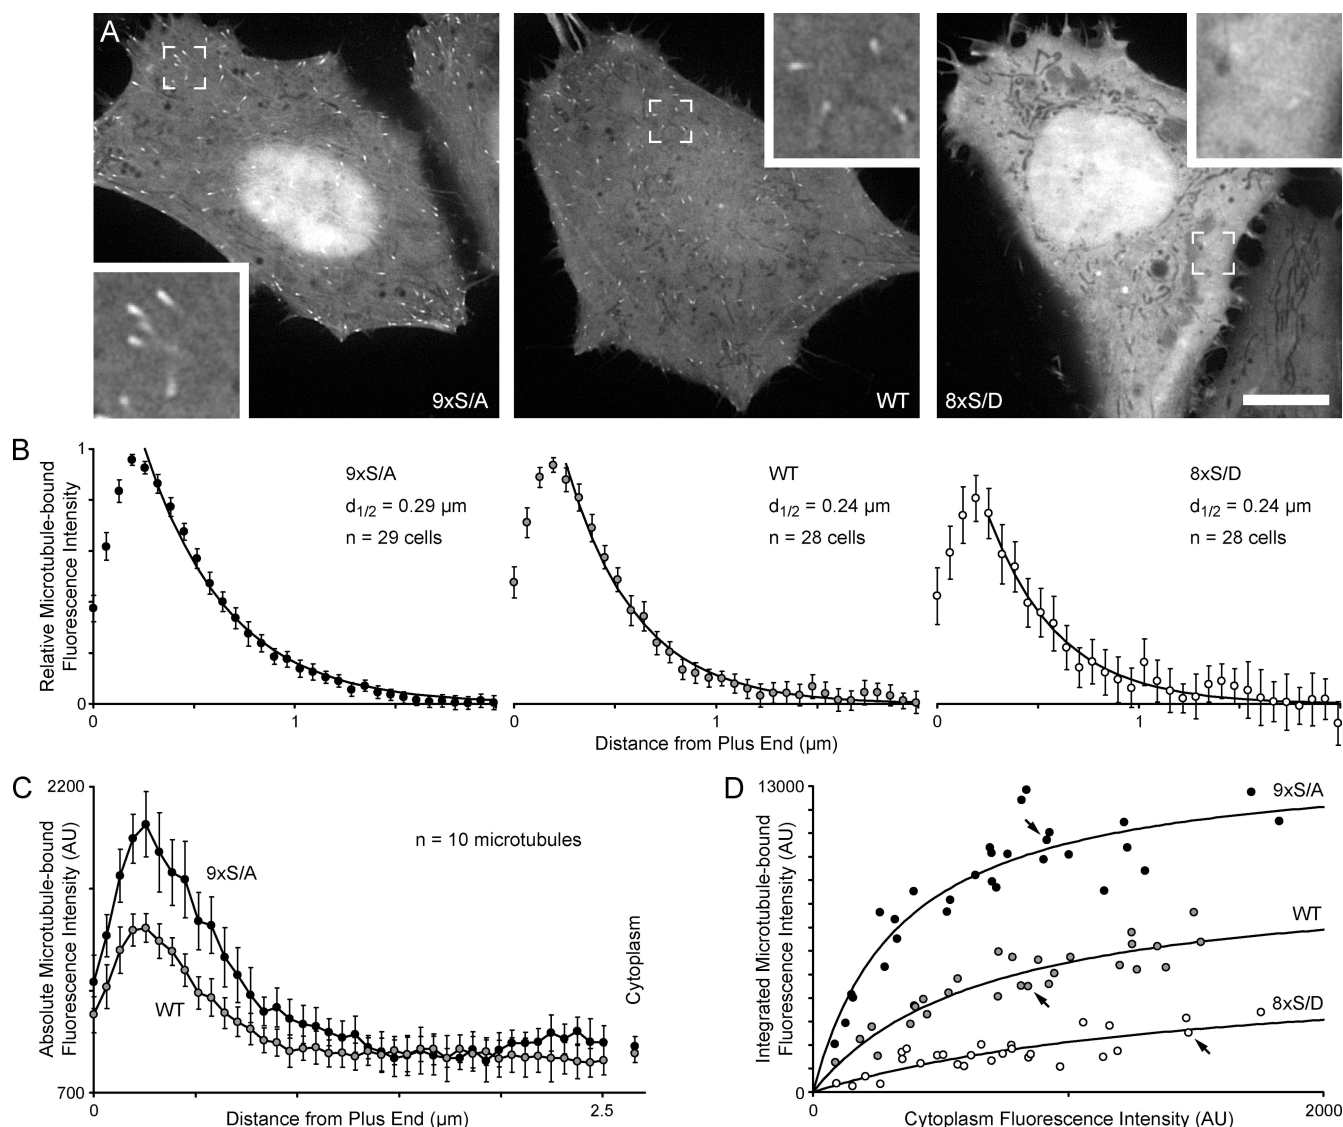 A
9xS/A
WT
8xS/D
B
Relative Microtubule-bound
Fluorescence Intensity
1
0
9xS/A
d1/2 = 0.29 µm
n = 29 cells
0
1
WT
d1/2 = 0.24 µm
n = 28 cells
0
1
8xS/D
d1/2 = 0.24 µm
n = 28 cells
0
1
Distance from Plus End (µm)
C
Absolute Microtubule-bound
Fluorescence Intensity (AU)
2200
700
n = 10 microtubules
9xS/A
WT
Cytoplasm
0
2.5
Distance from Plus End (µm)
D
Integrated Microtubule-bound
Fluorescence Intensity (AU)
13000
0
9xS/A
WT
8xS/D
0
2000
Cytoplasm Fluorescence Intensity (AU)